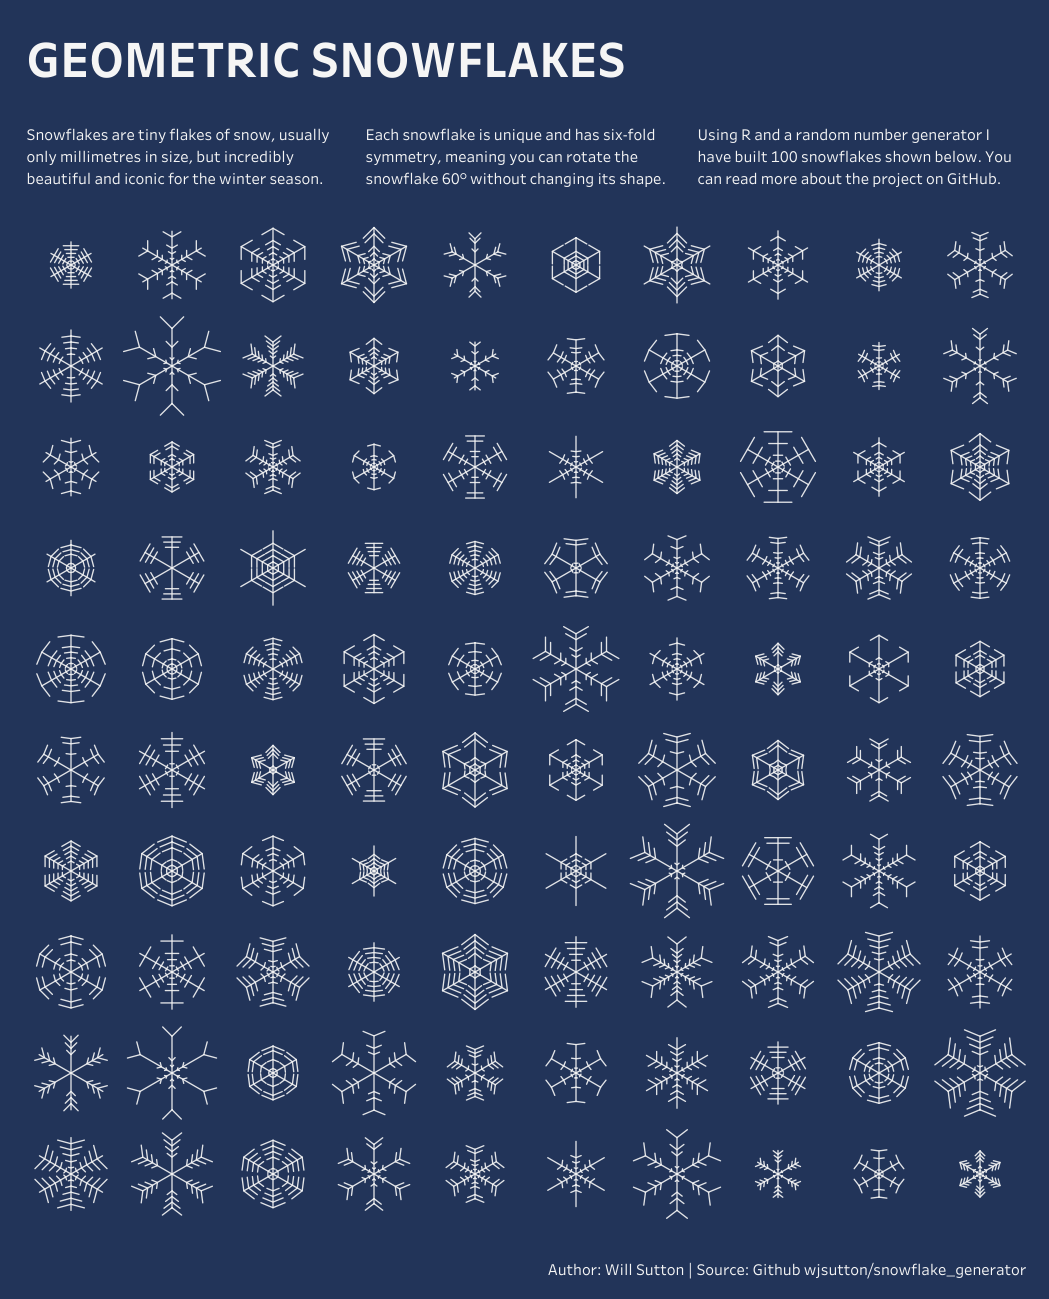 GEOMETRIC SNOWFLAKES
Snowflakes are tiny flakes of snow, usually
only millimetres in size, but incredibly
beautiful and iconic for the winter season.
Each snowflake is unique and has six-fold
symmetry, meaning you can rotate the
snowflake 60º without changing its shape.
Using R and a random number generator I
have built 100 snowflakes shown below. You
can read more about the project on GitHub.
Author: Will Sutton | Source: Github wjsutton/snowflake_generator